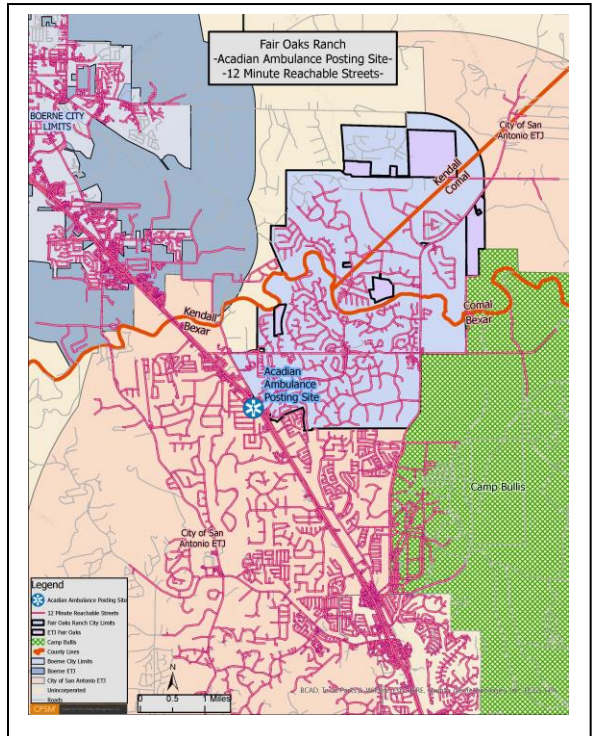 Fair Oaks Ranch
-Acadian Ambulance Posting Site-
-12 Minute Reachable Streets-
BOERNE CITY
LIMITS
City of San
Antonio ETJ
Kendall
Comal
Kendall
Bexar
Comal
Bexar
Acadian
Ambulance
Posting Site
Camp Bullis
City of San
Antonio ETJ
Legend
Acadian Ambulance Posting Site
12 Minute Reachable Streets
Fair Oaks Ranch City Limits
ETJ Fair Oaks
Camp Bullis
County Lines
Boerne City Limits
Boerne ETJ
City of San Antonio ETJ
Unincorporated
Roads
N
0 0.5 1 Miles
CPSM
BCAD, Texas Parks &